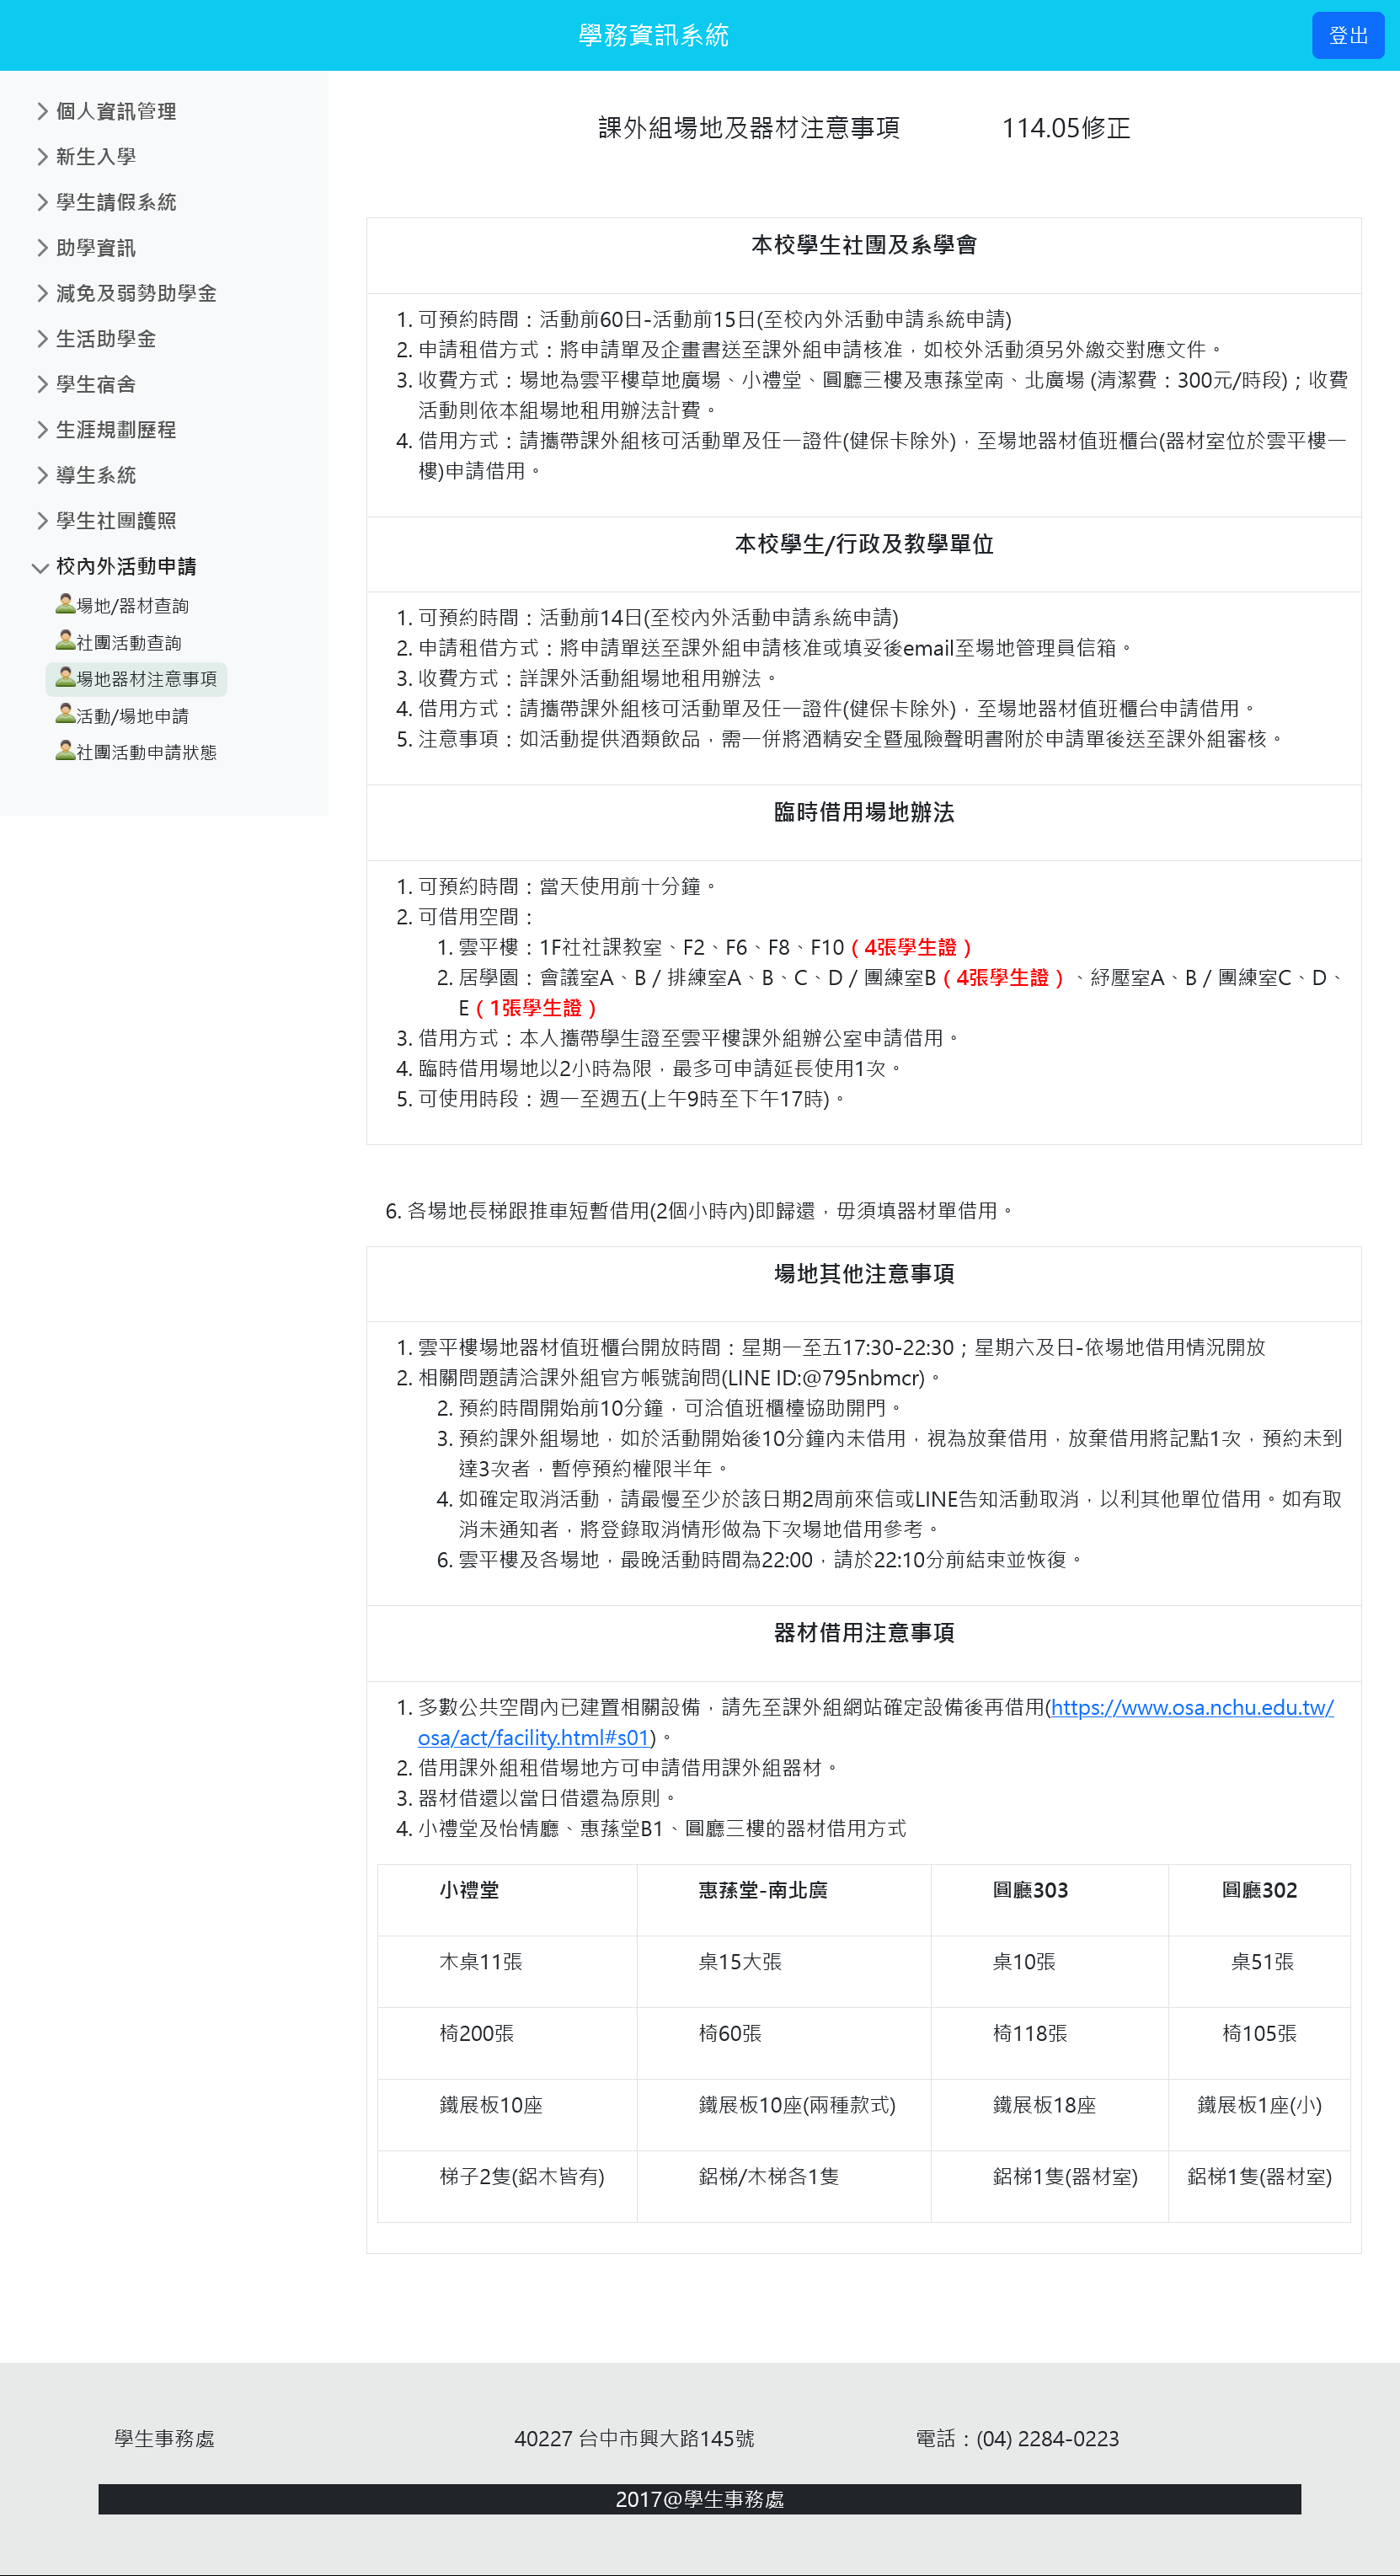 學務資訊系統
登出
個人資訊管理
新生入學
學生請假系統
助學資訊
減免及弱勢助學金
生活助學金
學生宿舍
生涯規劃歷程
導生系統
學生社團護照
校內外活動申請
場地/器材查詢
社團活動查詢
場地器材注意事項
活動/場地申請
社團活動申請狀態
課外組場地及器材注意事項 114.05修正
本校學生社團及系學會
1. 可預約時間：活動前60日-活動前15日(至校內外活動申請系統申請)
2. 申請租借方式：將申請單及企畫書送至課外組申請核准，如校外活動須另外繳交對應文件。
3. 收費方式：場地為雲平樓草地廣場、小禮堂、圓廳三樓及惠蓀堂南、北廣場 (清潔費：300元/時段)；收費
活動則依本組場地租用辦法計費。
4. 借用方式：請攜帶課外組核可活動單及任一證件(健保卡除外)，至場地器材值班櫃台(器材室位於雲平樓一
樓)申請借用。
本校學生/行政及教學單位
1. 可預約時間：活動前14日(至校內外活動申請系統申請)
2. 申請租借方式：將申請單送至課外組申請核准或填妥後email至場地管理員信箱。
3. 收費方式：詳課外活動組場地租用辦法。
4. 借用方式：請攜帶課外組核可活動單及任一證件(健保卡除外)，至場地器材值班櫃台申請借用。
5. 注意事項：如活動提供酒類飲品，需一併將酒精安全暨風險聲明書附於申請單後送至課外組審核。
臨時借用場地辦法
1. 可預約時間：當天使用前十分鐘。
2. 可借用空間：
1. 雲平樓：1F社社課教室、F2、F6、F8、F10（4張學生證）
2. 居學園：會議室A、B / 排練室A、B、C、D / 團練室B（4張學生證）、紓壓室A、B / 團練室C、D、
E（1張學生證）
3. 借用方式：本人攜帶學生證至雲平樓課外組辦公室申請借用。
4. 臨時借用場地以2小時為限，最多可申請延長使用1次。
5. 可使用時段：週一至週五(上午9時至下午17時)。
6. 各場地長梯跟推車短暫借用(2個小時內)即歸還，毋須填器材單借用。
場地其他注意事項
1. 雲平樓場地器材值班櫃台開放時間：星期一至五17:30-22:30；星期六及日-依場地借用情況開放
2. 相關問題請洽課外組官方帳號詢問(LINE ID:@795nbmcr)。
2. 預約時間開始前10分鐘，可洽值班櫃檯協助開門。
3. 預約課外組場地，如於活動開始後10分鐘內未借用，視為放棄借用，放棄借用將記點1次，預約未到
達3次者，暫停預約權限半年。
4. 如確定取消活動，請最慢至少於該日期2周前來信或LINE告知活動取消，以利其他單位借用。如有取
消未通知者，將登錄取消情形做為下次場地借用參考。
6. 雲平樓及各場地，最晚活動時間為22:00，請於22:10分前結束並恢復。
器材借用注意事項
1. 多數公共空間內已建置相關設備，請先至課外組網站確定設備後再借用(https://www.osa.nchu.edu.tw/
osa/act/facility.html#s01)。
2. 借用課外組租借場地方可申請借用課外組器材。
3. 器材借還以當日借還為原則。
4. 小禮堂及怡情廳、惠蓀堂B1、圓廳三樓的器材借用方式
小禮堂 惠蓀堂-南北廣 圓廳303 圓廳302
木桌11張 桌15大張 桌10張 桌51張
椅200張 椅60張 椅118張 椅105張
鐵展板10座 鐵展板10座(兩種款式) 鐵展板18座 鐵展板1座(小)
梯子2隻(鋁木皆有) 鋁梯/木梯各1隻 鋁梯1隻(器材室) 鋁梯1隻(器材室)
學生事務處 40227 台中市興大路145號 電話：(04) 2284-0223
2017@學生事務處